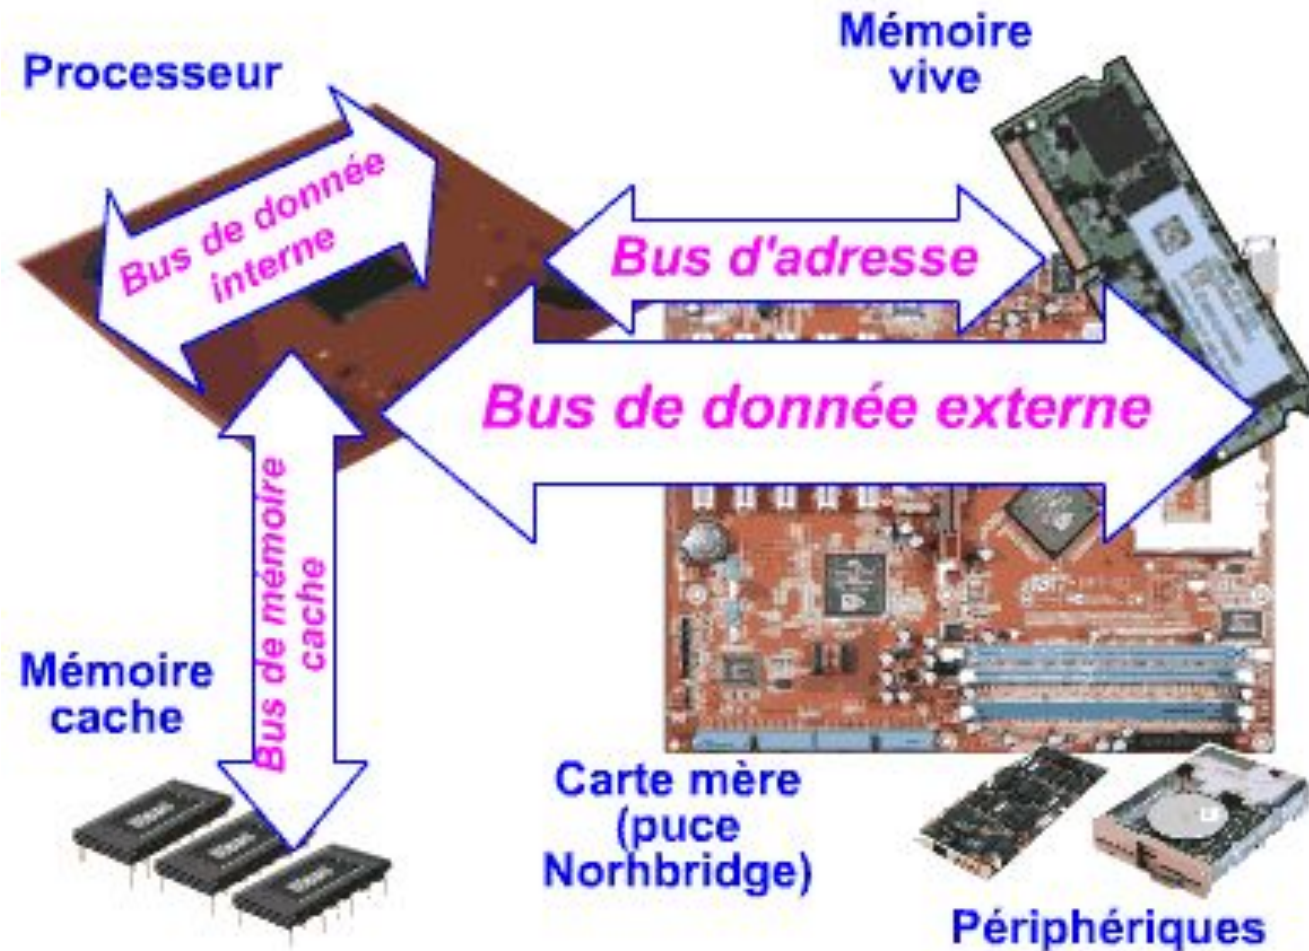 Processeur
Mémoire
vive
Bus de donnée
interne
Bus d'adresse
Bus de donnée externe
Bus de mémoire
cache
Mémoire
cache
Carte mère
(puce
Norhbridge)
Périphériques